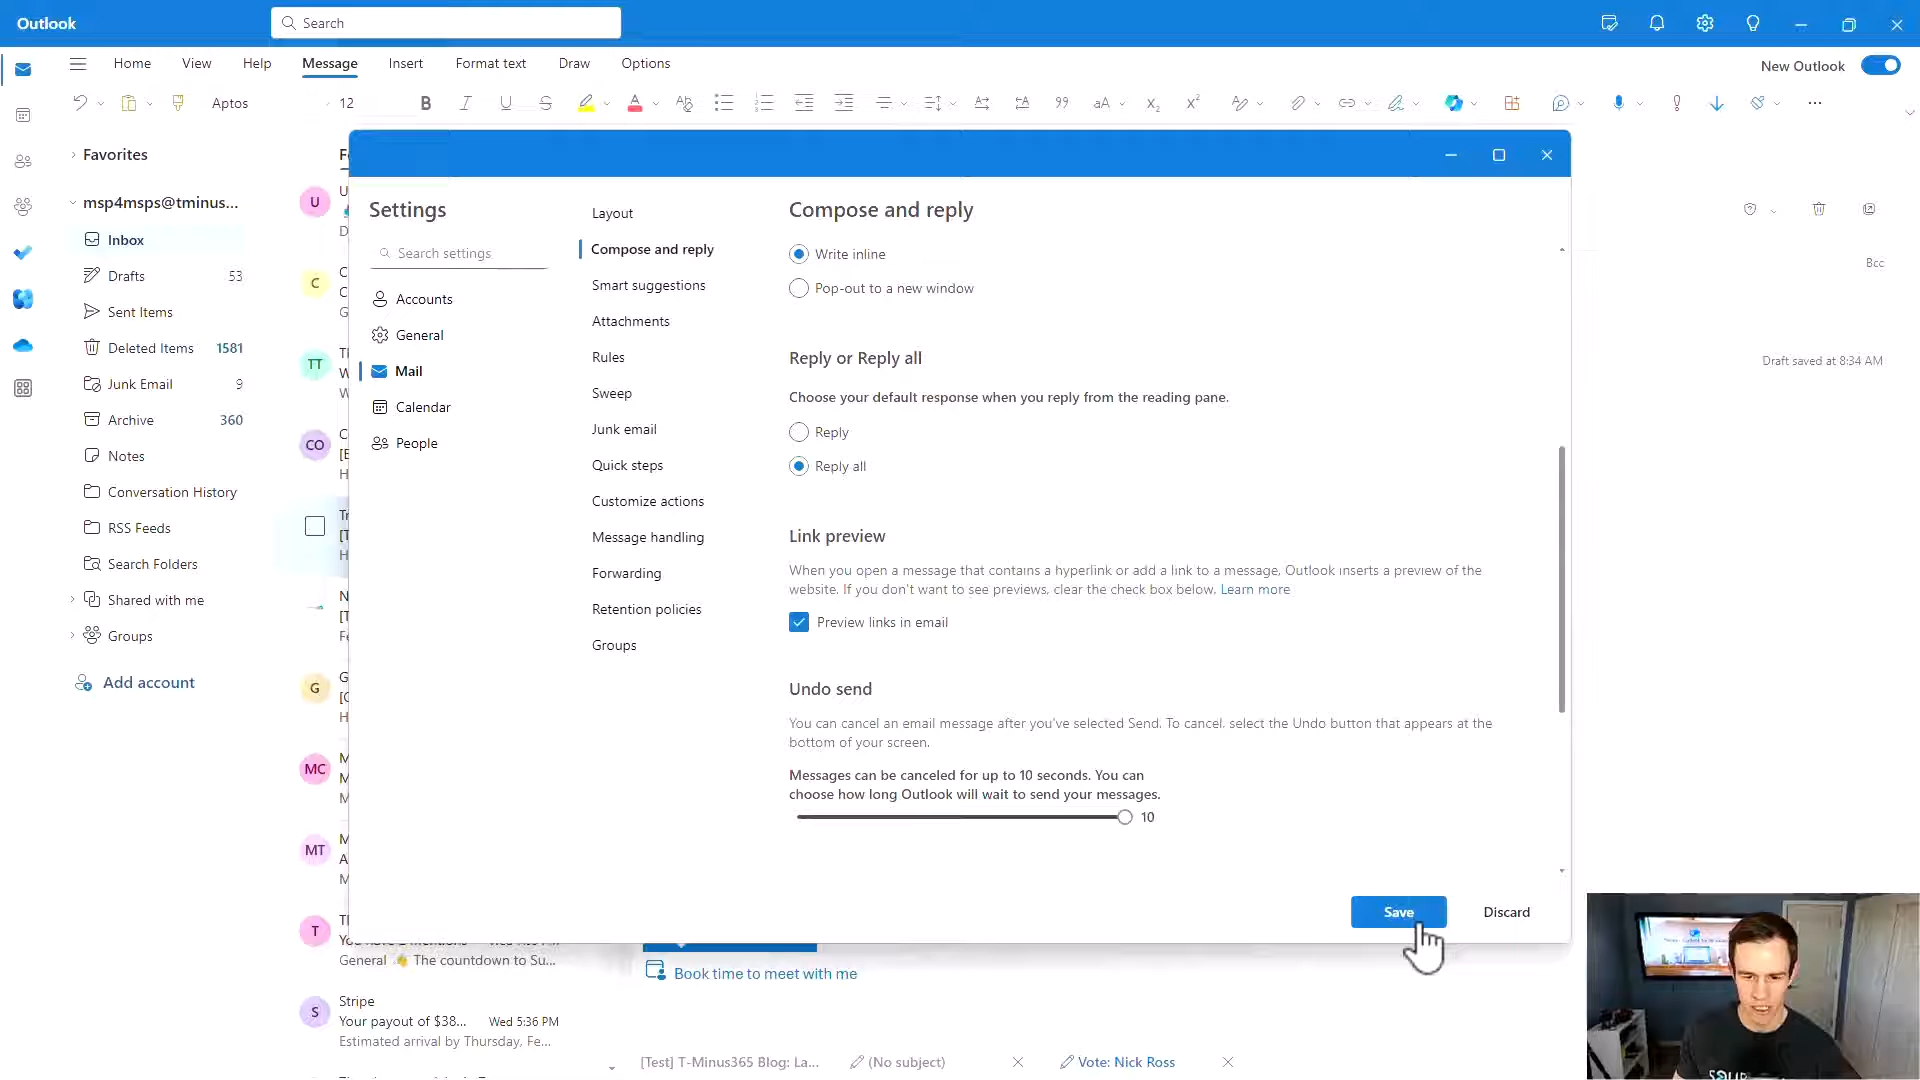 Outlook
Search
Home View Help Message Insert Format text Draw Options
New Outlook
Aptos 12
Favorites
msp4msps@tminus...
Inbox
Drafts 53
Sent Items
Deleted Items 1581
Junk Email 9
Archive 360
Notes
Conversation History
RSS Feeds
Search Folders
Shared with me
Groups
Add account
U
C
TT
CO
G
MC
MT
T
S
Settings
Search settings
Accounts
General
Mail
Calendar
People
Layout
Compose and reply
Smart suggestions
Attachments
Rules
Sweep
Junk email
Quick steps
Customize actions
Message handling
Forwarding
Retention policies
Groups
Compose and reply
Write inline
Pop-out to a new window
Reply or Reply all
Choose your default response when you reply from the reading pane.
Reply
Reply all
Link preview
When you open a message that contains a hyperlink or add a link to a message, Outlook inserts a preview of the
website. If you don't want to see previews, clear the check box below. Learn more
Preview links in email
Undo send
You can cancel an email message after you've selected Send. To cancel, select the Undo button that appears at the
bottom of your screen.
Messages can be canceled for up to 10 seconds. You can
choose how long Outlook will wait to send your messages.
10
Save Discard
Bcc
Draft saved at 8:34 AM
General 👋 The countdown to Su...
Stripe
Your payout of $38... Wed 5:36 PM
Estimated arrival by Thursday, Fe...
Book time to meet with me
[Test] T-Minus365 Blog: La... (No subject) Vote: Nick Ross